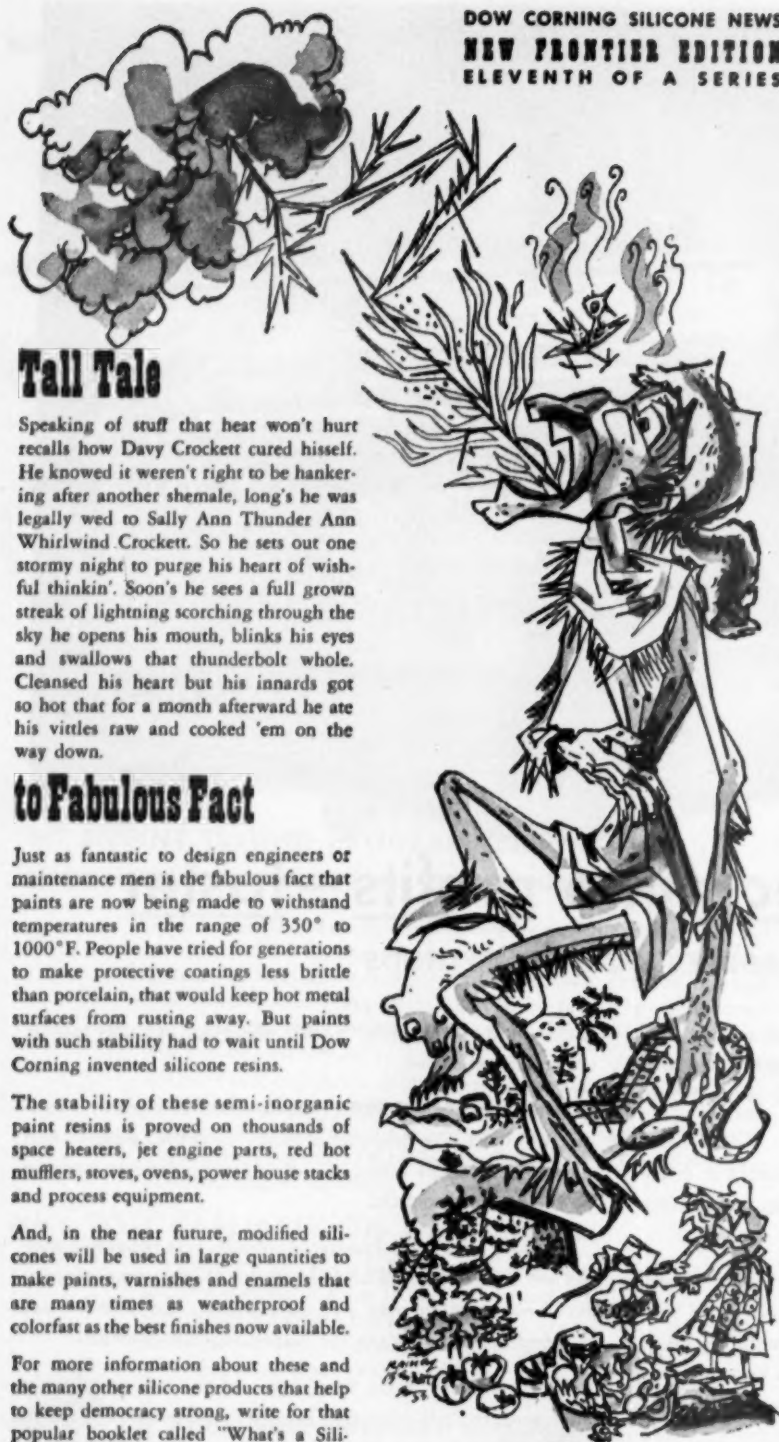 DOW CORNING SILICONE NEWS
NEW FRONTIER EDITION
ELEVENTH OF A SERIES
Tall Tale
Speaking of stuff that heat won't hurt
recalls how Davy Crockett cured hisself.
He knowed it weren't right to be hanker-
ing after another shemale, long's he was
legally wed to Sally Ann Thunder Ann
Whirlwind Crockett. So he sets out one
stormy night to purge his heart of wish-
ful thinkin'. Soon's he sees a full grown
streak of lightning scorching through the
sky he opens his mouth, blinks his eyes
and swallows that thunderbolt whole.
Cleansed his heart but his innards got
so hot that for a month afterward he ate
his vittles raw and cooked 'em on the
way down.
to Fabulous Fact
Just as fantastic to design engineers or
maintenance men is the fabulous fact that
paints are now being made to withstand
temperatures in the range of 350° to
1000°F. People have tried for generations
to make protective coatings less brittle
than porcelain, that would keep hot metal
surfaces from rusting away. But paints
with such stability had to wait until Dow
Corning invented silicone resins.
The stability of these semi-inorganic
paint resins is proved on thousands of
space heaters, jet engine parts, red hot
mufflers, stoves, ovens, power house stacks
and process equipment.
And, in the near future, modified sili-
cones will be used in large quantities to
make paints, varnishes and enamels that
are many times as weatherproof and
colorfast as the best finishes now available.
For more information about these and
the many other silicone products that help
to keep democracy strong, write for that
popular booklet called "What's a Sili-